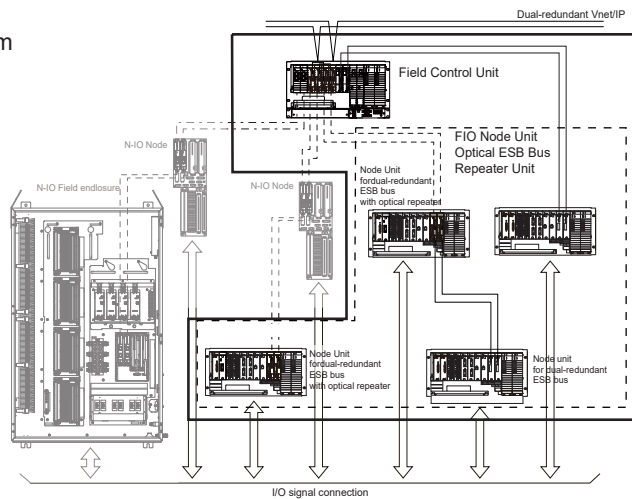 Dual-redundant Vnet/IP
m
Field Control Unit
N-IO Node
FIO Node Unit
Optical ESB Bus
Repeater Unit
Node Unit
fordual-redundant
ESB bus
with optical repeater
N-IO Field enclosure
N-IO Node
Node Unit
fordual-redundant
ESB bus
with optical repeater
Node unit
for dual-redundant
ESB bus
I/O signal connection